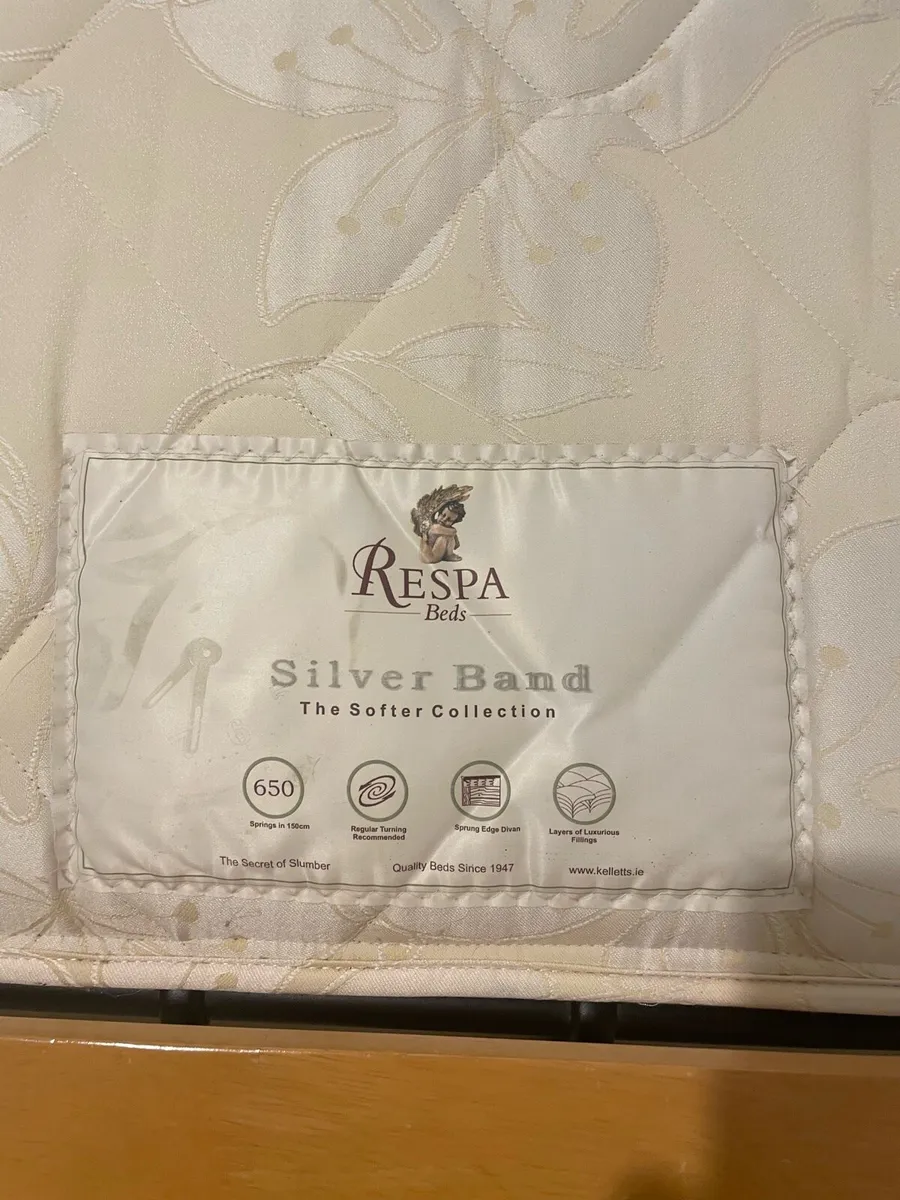 RESPA
Beds
Silver Band
The Softer Collection
650
Springs in 150cm
Regular Turning
Recommended
Sprung Edge Divan
Layers of Luxurious
Fillings
The Secret of Slumber
Quality Beds Since 1947
www.kelletts.ie